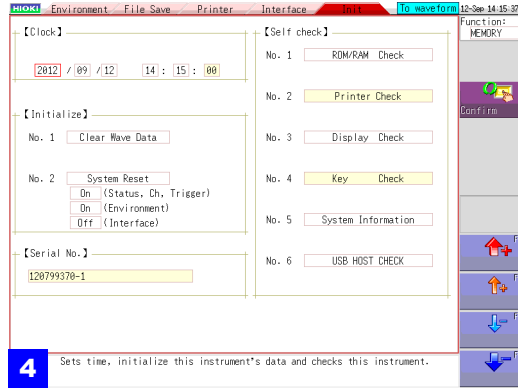 HIOKI Environment File Save Printer Interface Init To waveform 12-Sep 14:15:37
Function:
MEMORY
Confirm
【Clock】
2012 / 09 / 12 14 : 15 : 00
【Initialize】
No. 1 Clear Wave Data
No. 2 System Reset
On (Status, Ch, Trigger)
On (Environment)
Off (Interface)
【Serial No.】
120799370-1
【Self check】
No. 1 ROM/RAM Check
No. 2 Printer Check
No. 3 Display Check
No. 4 Key Check
No. 5 System Information
No. 6 USB HOST CHECK
4 Sets time, initialize this instrument's data and checks this instrument.